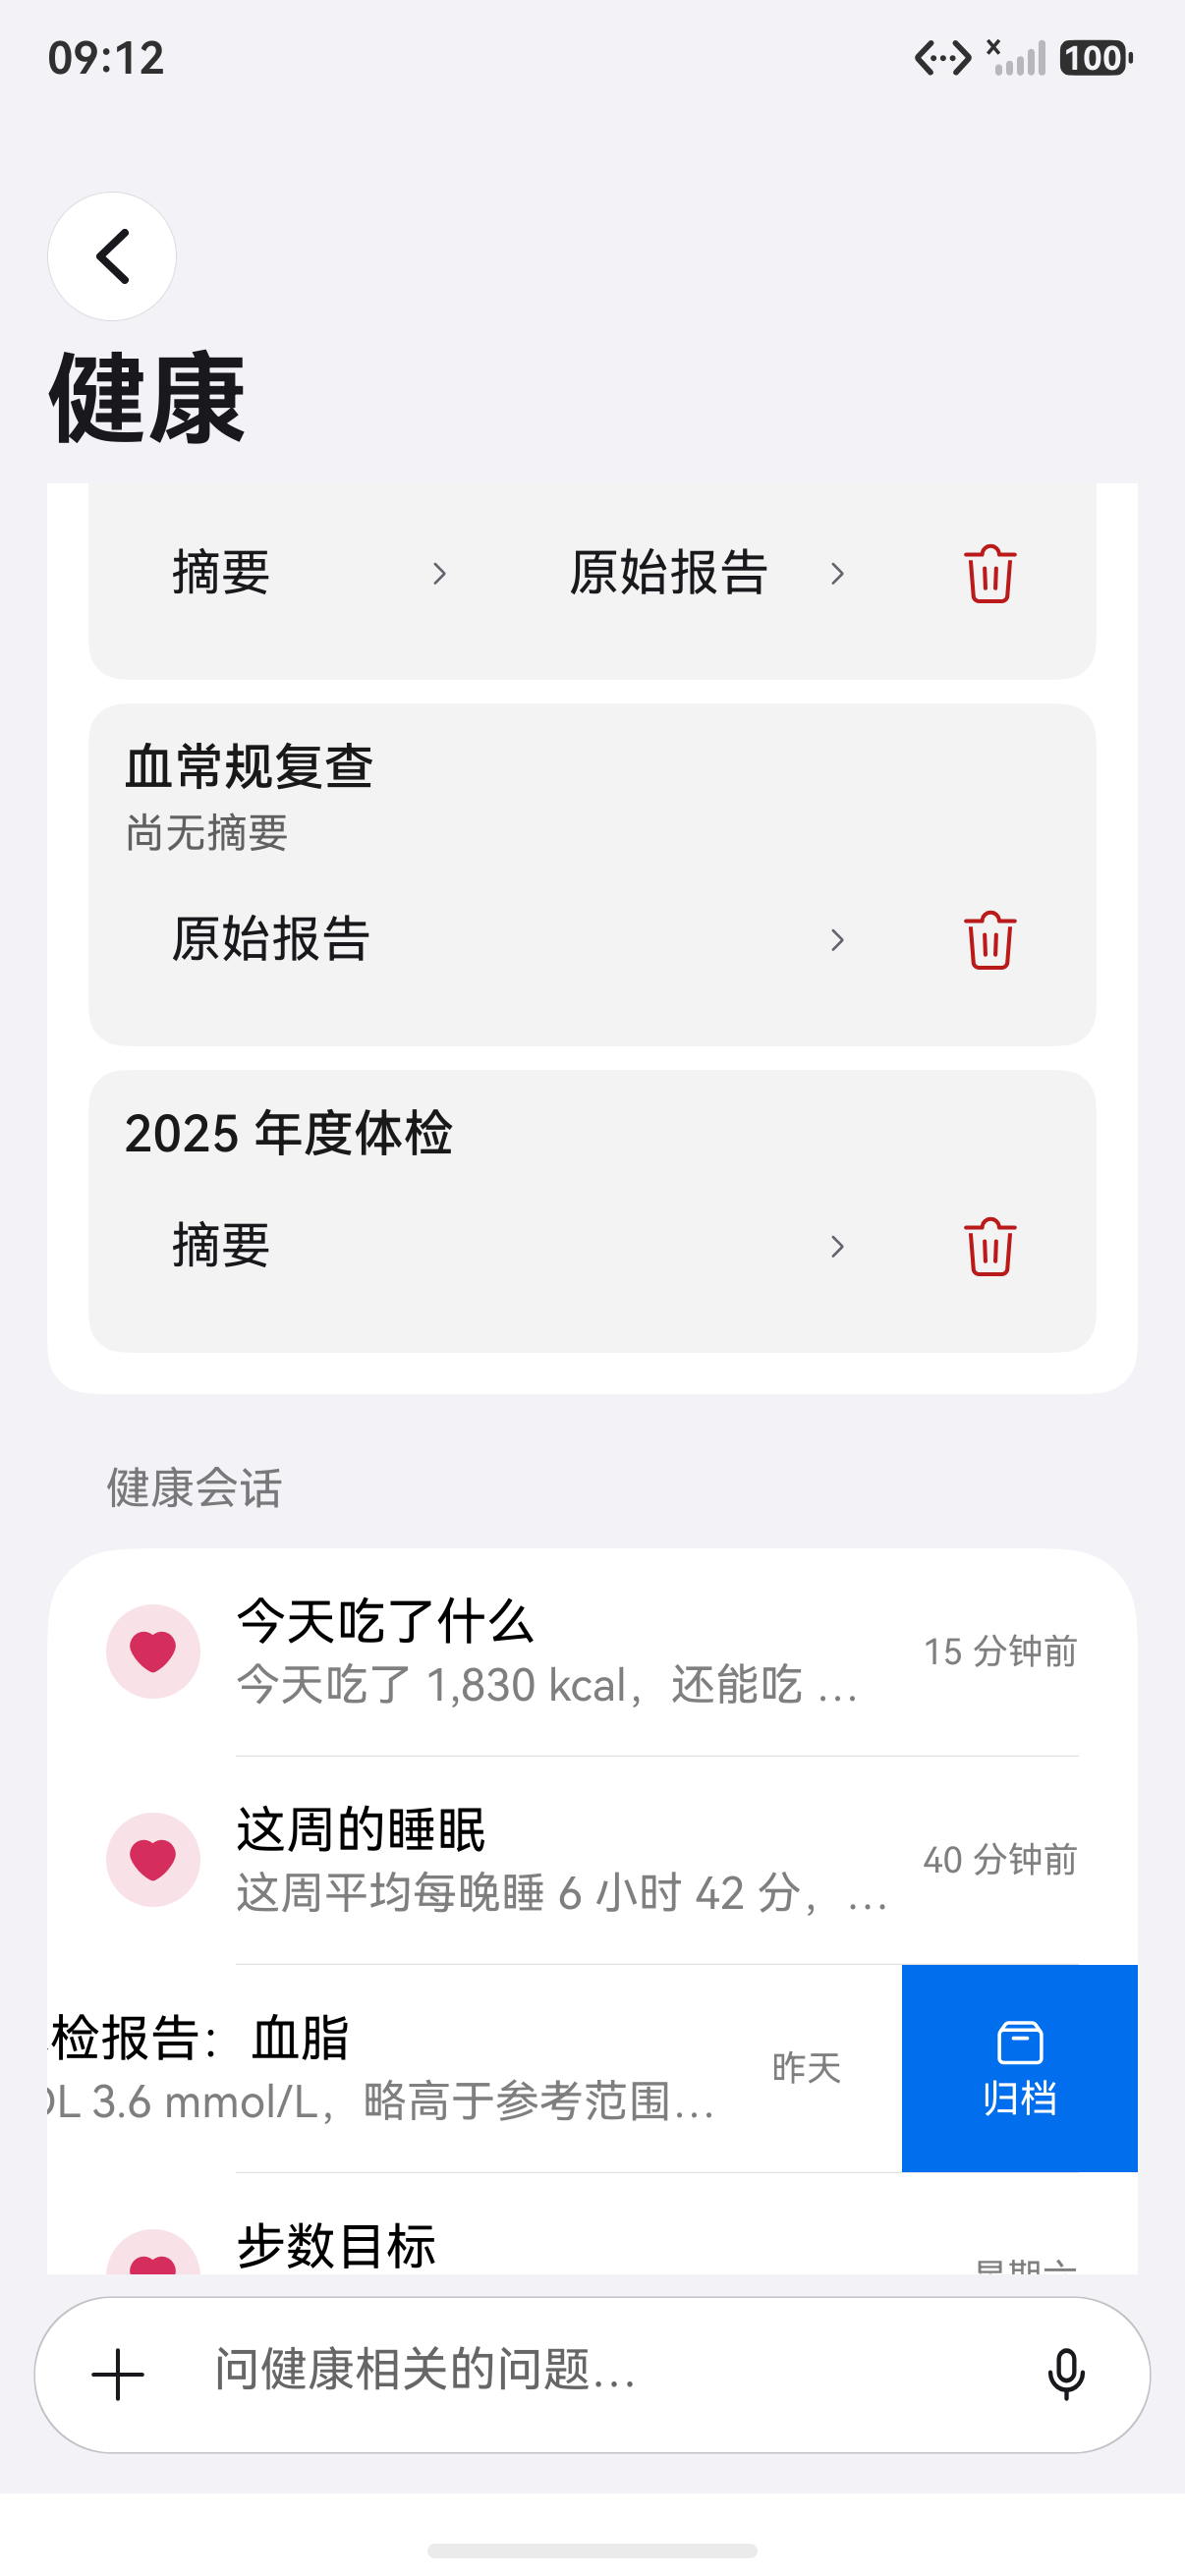 09:12
100
健康
摘要
原始报告
血常规复查
尚无摘要
原始报告
2025 年度体检
摘要
健康会话
今天吃了什么
15 分钟前
今天吃了 1,830 kcal，还能吃 …
这周的睡眠
40 分钟前
这周平均每晚睡 6 小时 42 分，…
检报告：血脂
昨天
DL 3.6 mmol/L，略高于参考范围…
归档
步数目标
问健康相关的问题…